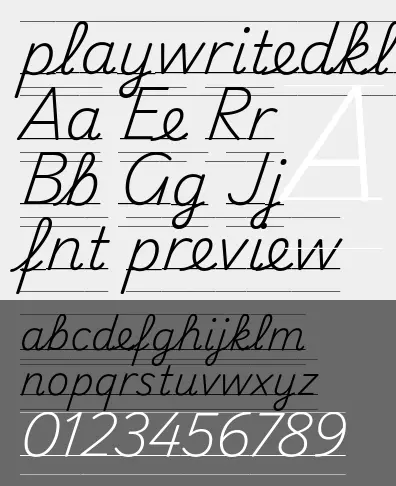 playwritedkl
Aa Ee Rr
A
Bb Gg Jj
fnt preview
abcdefghijklm
nopqrstuvwxyz
0123456789